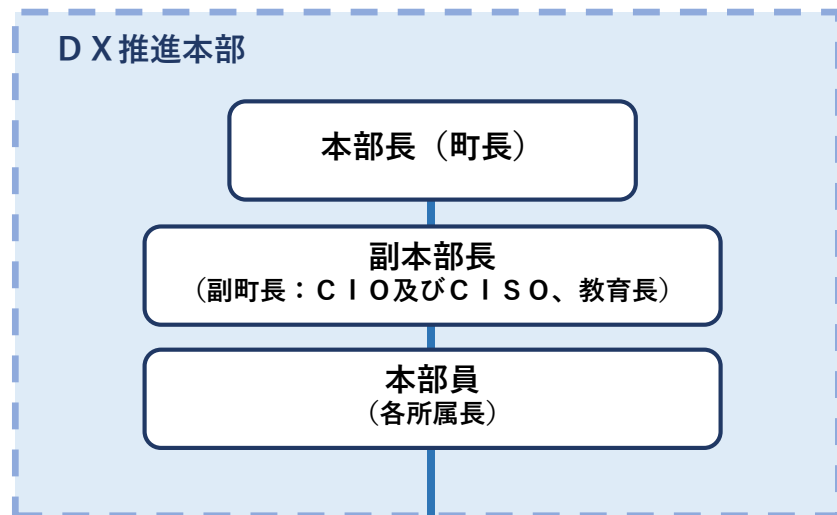 ＤＸ推進本部
本部長（町長）
副本部長
（副町長：ＣＩＯ及びＣＩＳＯ、教育長）
本部員
（各所属長）